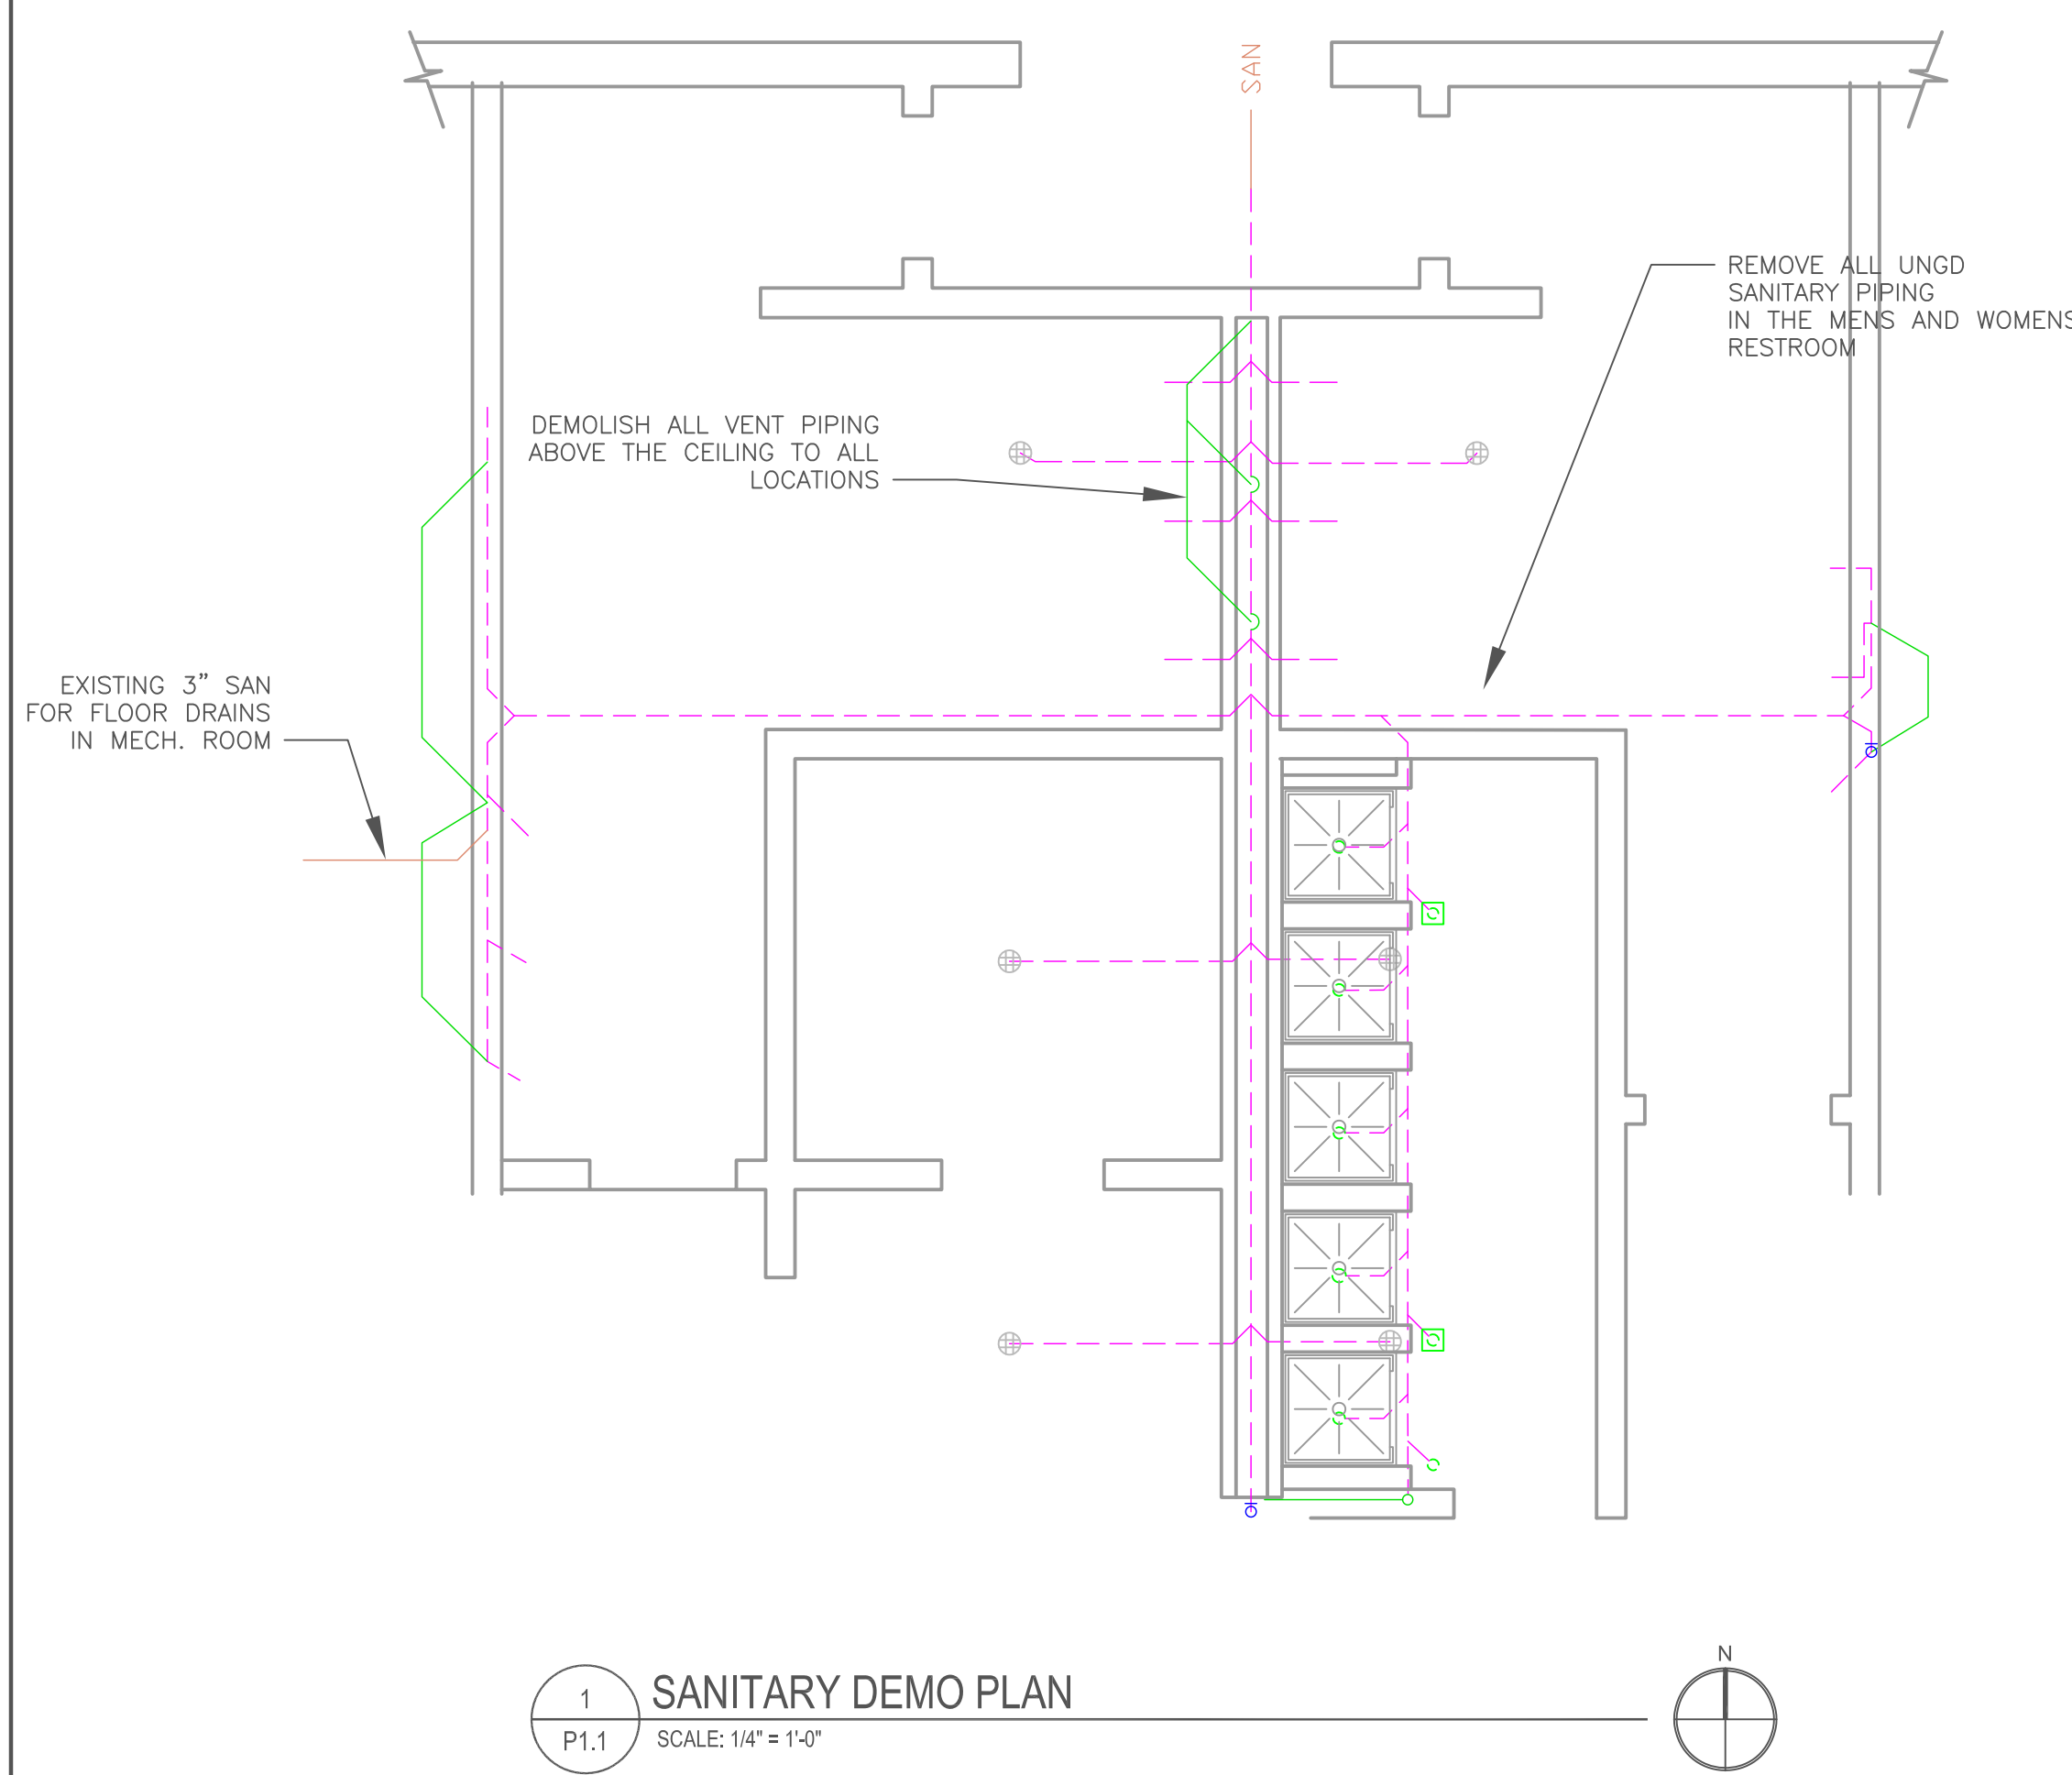 SAN
REMOVE ALL UNGD
SANITARY PIPING
IN THE MENS AND WOMENS
RESTROOM
DEMOLISH ALL VENT PIPING
ABOVE THE CEILING TO ALL
LOCATIONS
EXISTING 3” SAN
FOR FLOOR DRAINS
IN MECH. ROOM
1
P1.1
SANITARY DEMO PLAN
SCALE: 1/4" = 1'-0"
N